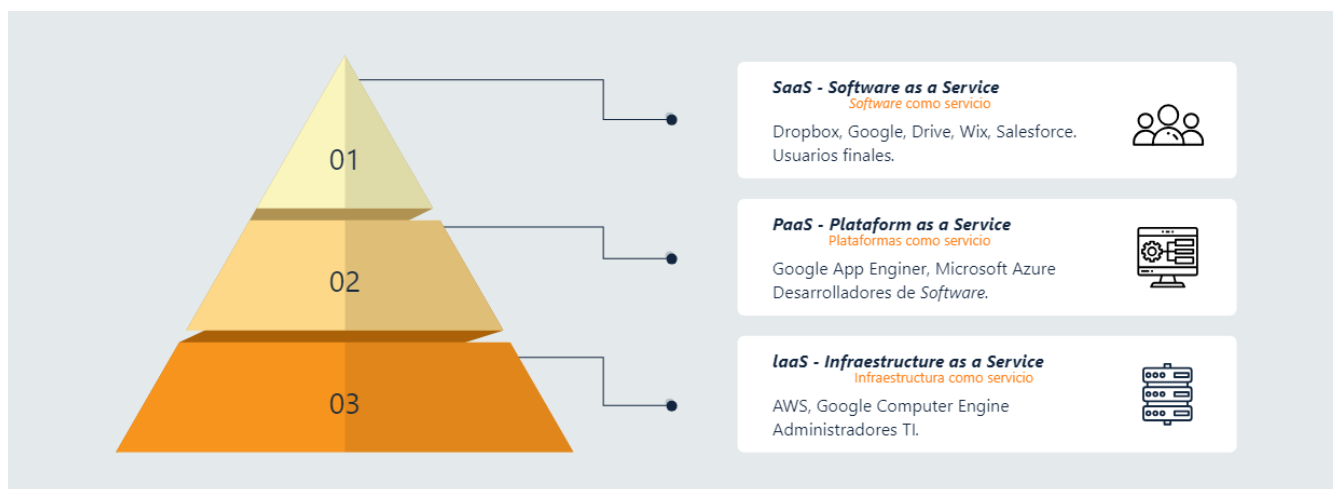 01
SaaS - Software as a Service
Software como servicio
Dropbox, Google, Drive, Wix, Salesforce.
Usuarios finales.
02
PaaS - Plataform as a Service
Plataformas como servicio
Google App Enginer, Microsoft Azure
Desarrolladores de Software.
03
laaS - Infraestructure as a Service
Infraestructura como servicio
AWS, Google Computer Engine
Administradores TI.